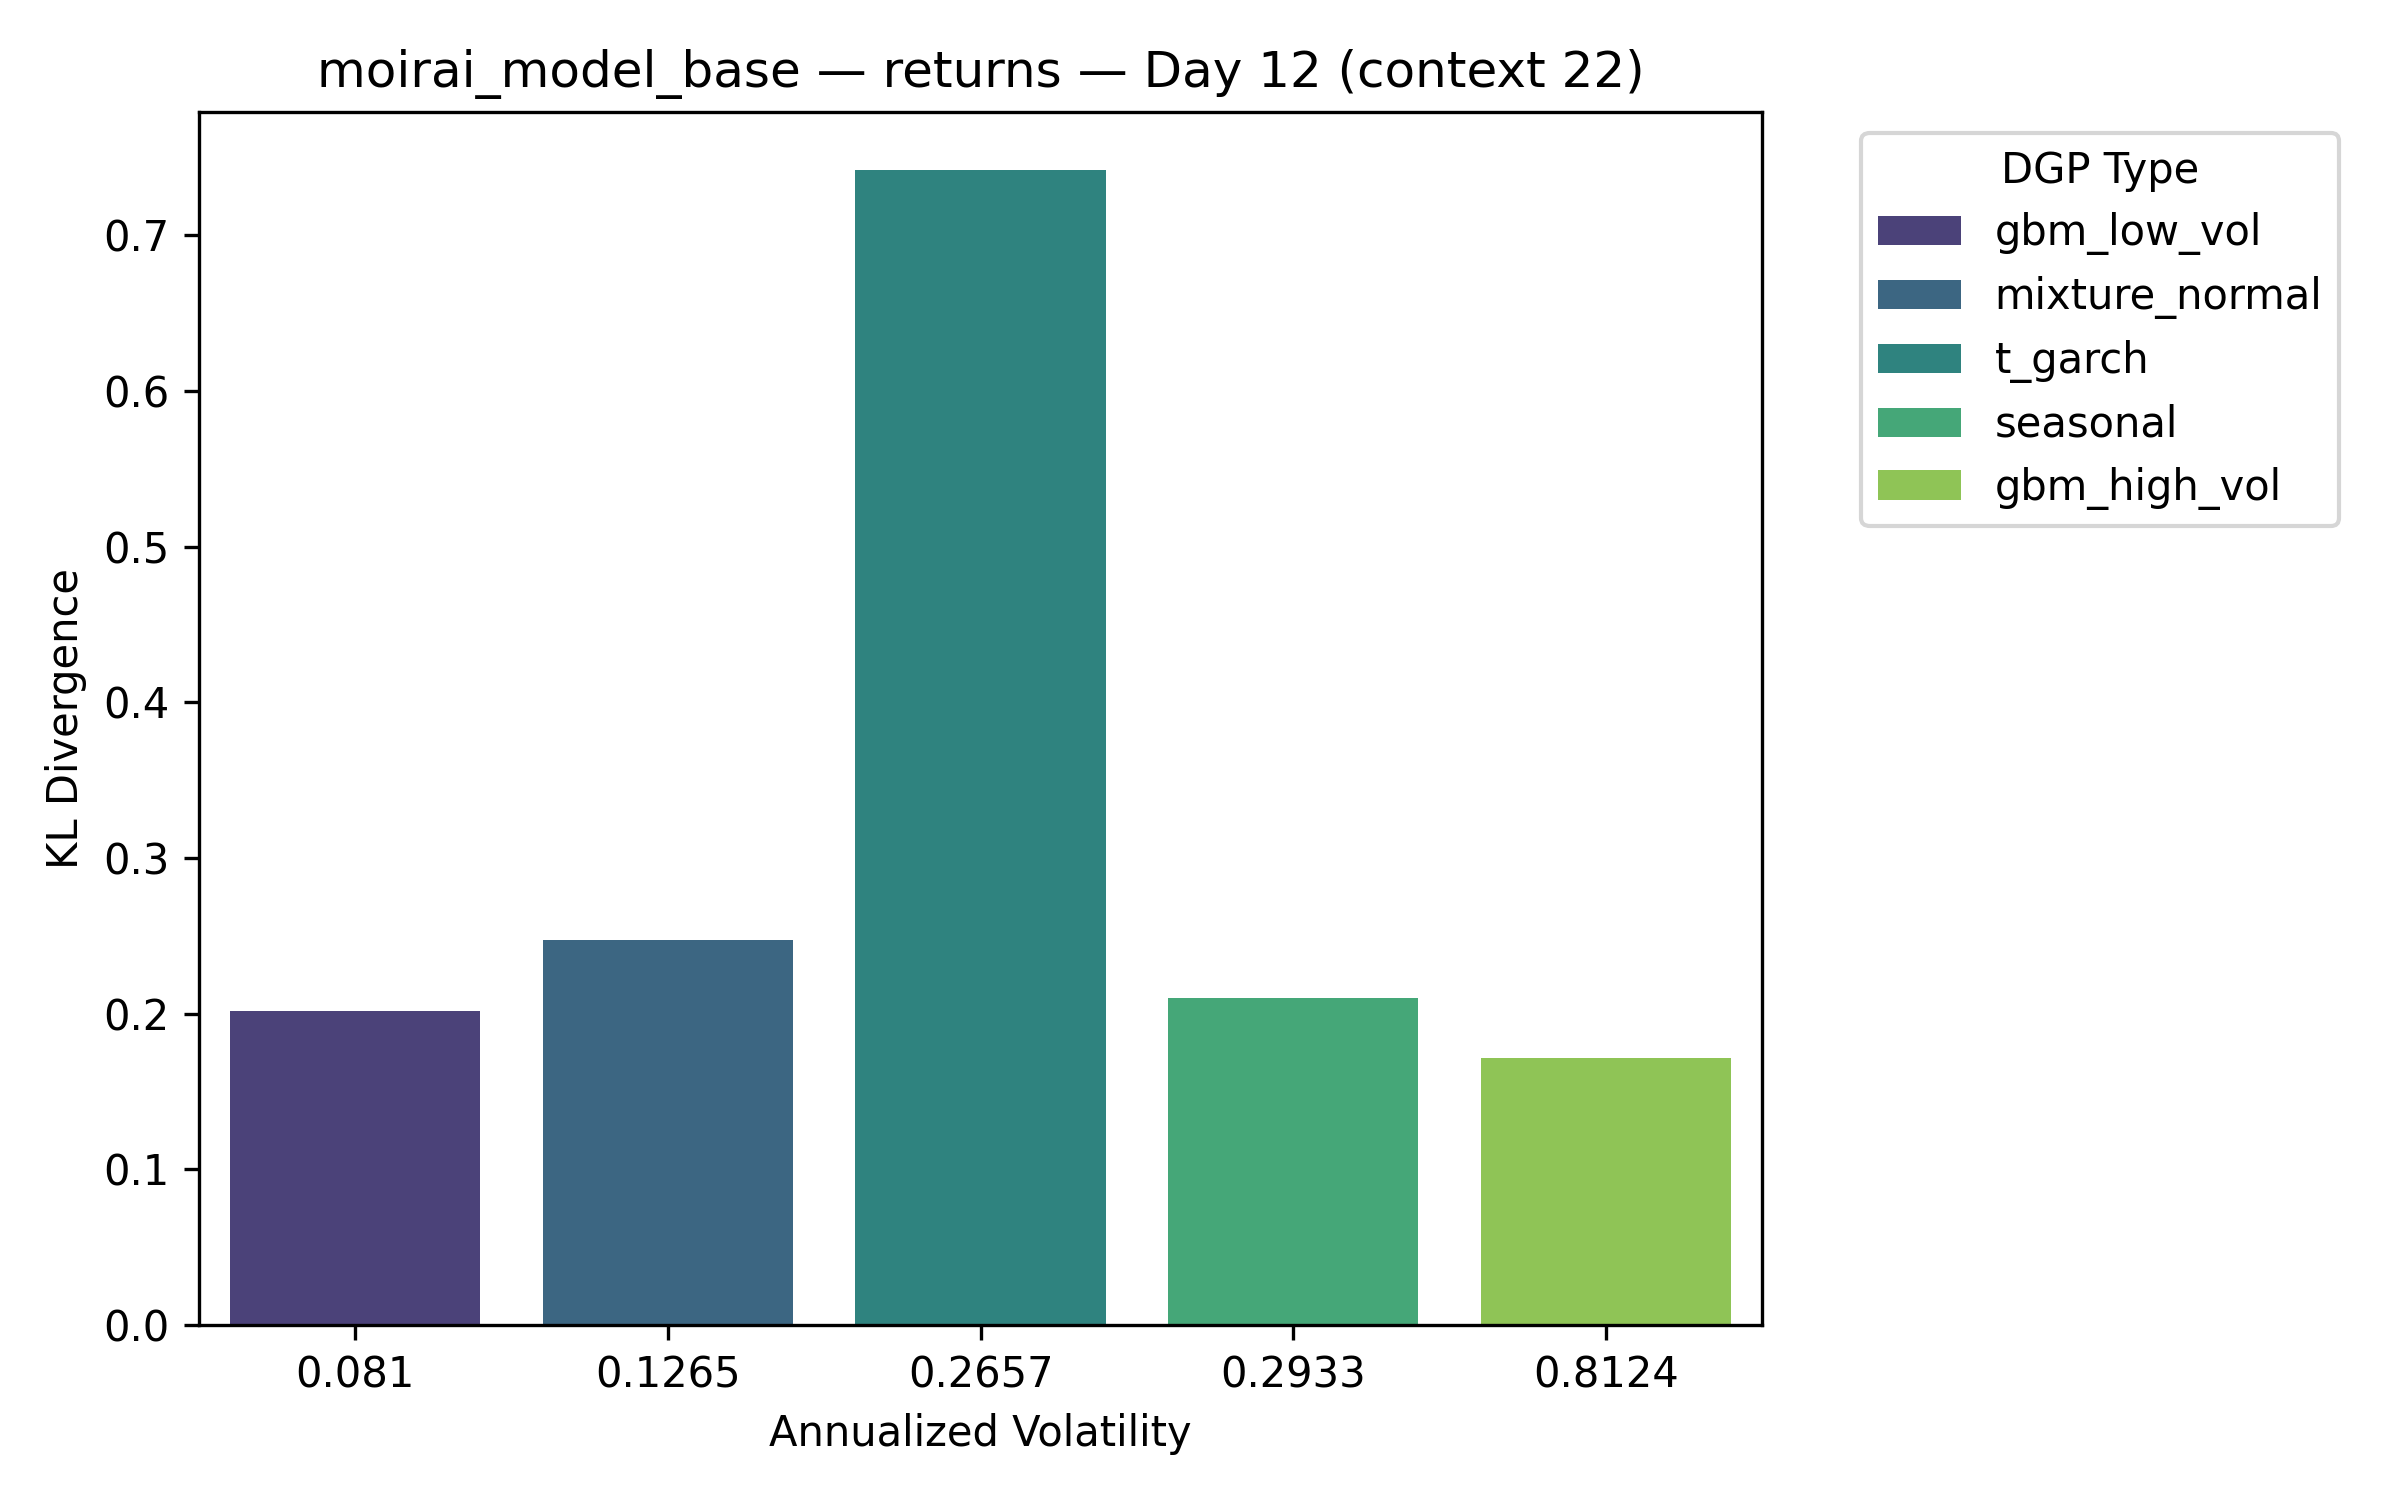 moirai_model_base — returns — Day 12 (context 22)
KL Divergence
0.7
0.6
0.5
0.4
0.3
0.2
0.1
0.0
0.081
0.1265
0.2657
0.2933
0.8124
Annualized Volatility
DGP Type
gbm_low_vol
mixture_normal
t_garch
seasonal
gbm_high_vol